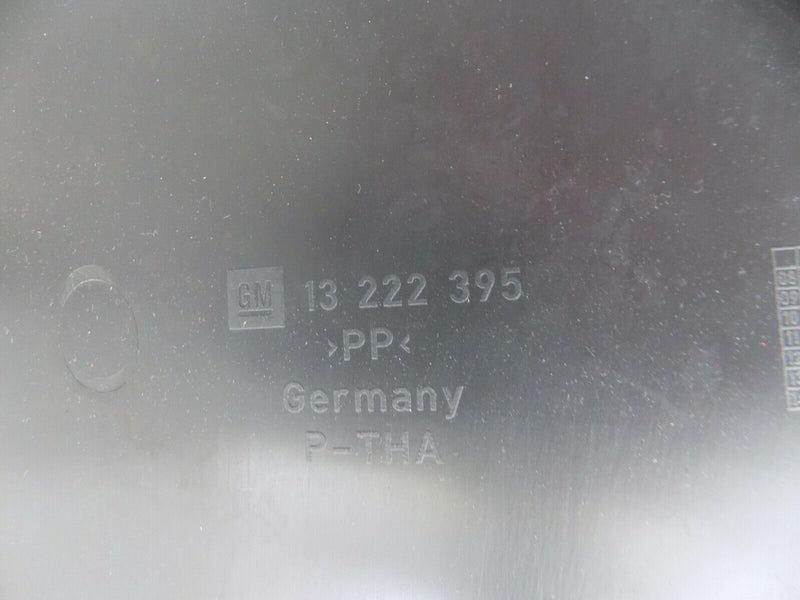 GM 13 222 395
>PP<
Germany
P-THA